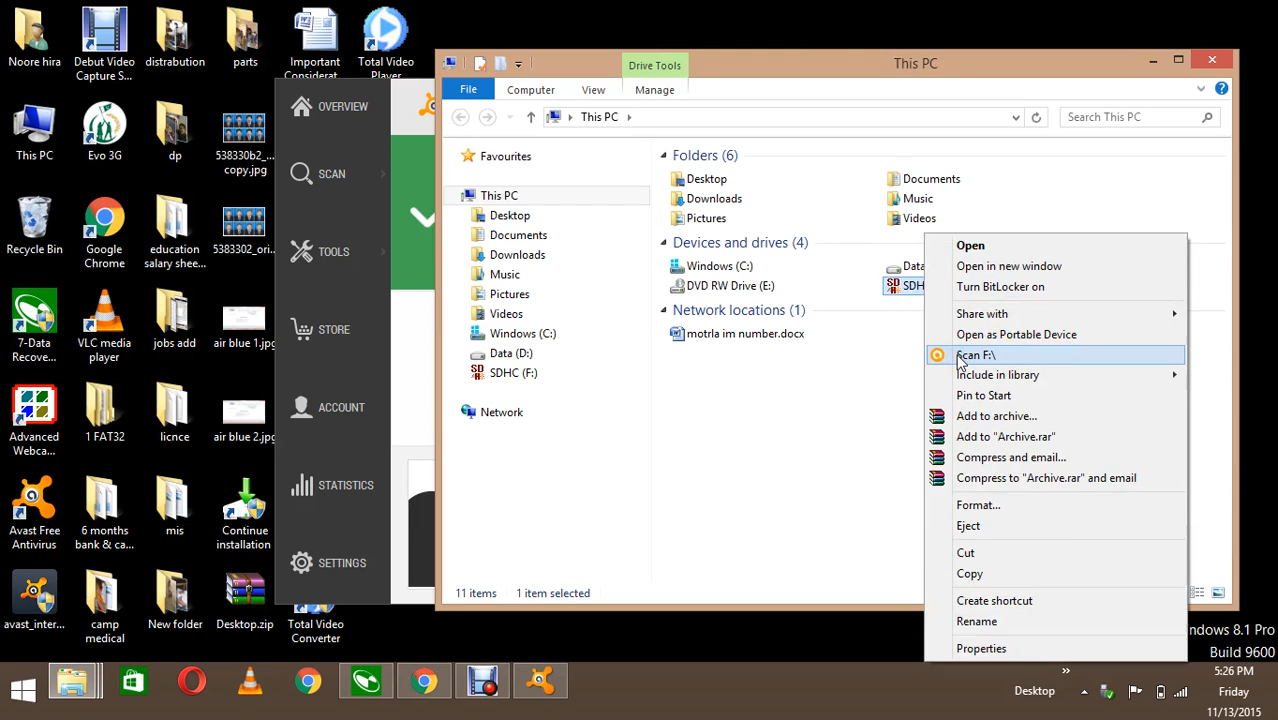 Noore hira
Debut Video
Capture S...
distrabution
parts
Important
Considerat...
Total Video
Player
This PC
Evo 3G
dp
538330b2_...
copy.jpg
Recycle Bin
Google
Chrome
education
salary shee...
5383302_ori...
7-Data
Recove...
VLC media
player
jobs add
air blue 1.jpg
Advanced
Webca...
1 FAT32
licnce
air blue 2.jpg
Avast Free
Antivirus
6 months
bank & ca...
mis
Continue
installation
avast_inter...
camp
medical
New folder
Desktop.zip
Total Video
Converter
OVERVIEW
SCAN
TOOLS
STORE
ACCOUNT
STATISTICS
SETTINGS
Drive Tools
This PC
File
Computer
View
Manage
This PC
Search This PC
Favourites
This PC
Desktop
Documents
Downloads
Music
Pictures
Videos
Windows (C:)
Data (D:)
SDHC (F:)
Network
Folders (6)
Desktop
Documents
Downloads
Music
Pictures
Videos
Devices and drives (4)
Windows (C:)
Data
DVD RW Drive (E:)
SDH
Network locations (1)
motrla im number.docx
11 items
1 item selected
Open
Open in new window
Turn BitLocker on
Share with
Open as Portable Device
Scan F:\
Include in library
Pin to Start
Add to archive...
Add to "Archive.rar"
Compress and email...
Compress to "Archive.rar" and email
Format...
Eject
Cut
Copy
Create shortcut
Rename
Properties
ndows 8.1 Pro
Build 9600
Desktop
5:26 PM
Friday
11/13/2015